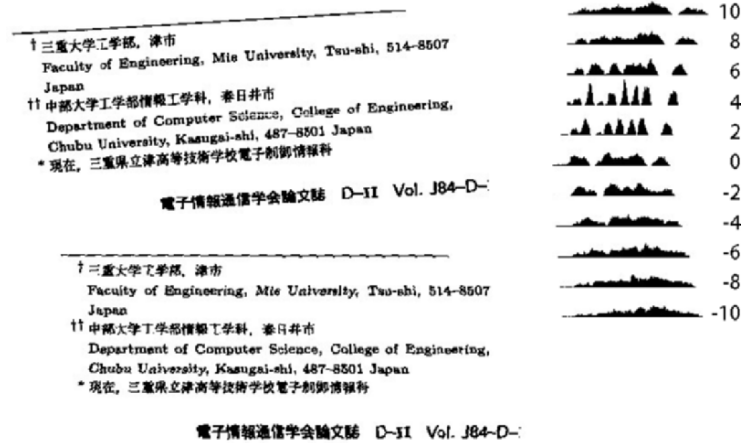 † 三重大学工学部，津市
Faculty of Engineering, Mie University, Tsu-shi, 514–8507
Japan
†† 中部大学工学部情報工学科，春日井市
Department of Computer Science, College of Engineering,
Chubu University, Kasugai-shi, 487–8501 Japan
* 現在，三重県立津高等技術学校電子制御情報科
電子情報通信学会論文誌 D–II Vol. J84–D–
† 三重大学工学部，津市
Faculty of Engineering, Mie University, Tsu-shi, 514–8507
Japan
†† 中部大学工学部情報工学科，春日井市
Department of Computer Science, College of Engineering,
Chubu University, Kasugai-shi, 487–8501 Japan
* 現在，三重県立津高等技術学校電子制御情報科
電子情報通信学会論文誌 D–II Vol. J84–D–
10
8
6
4
2
0
-2
-4
-6
-8
-10